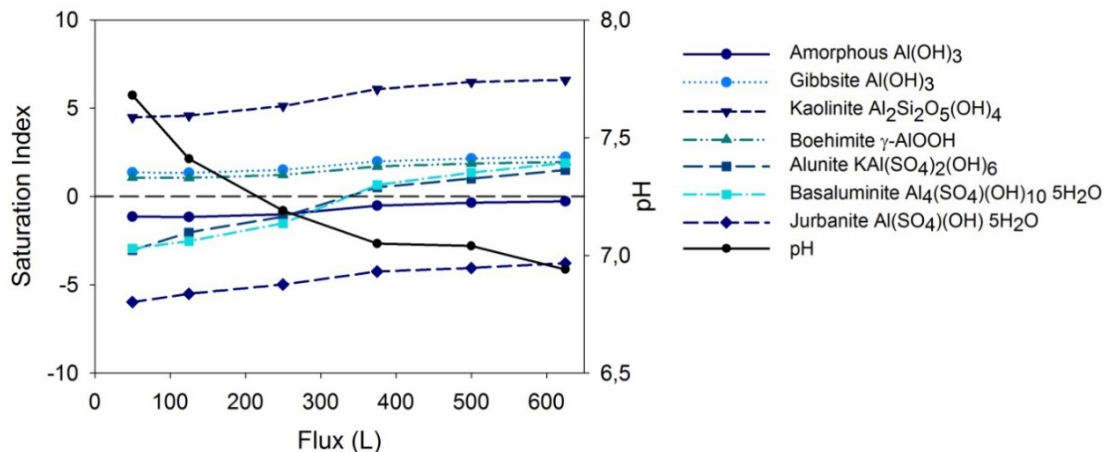 10
5
0
-5
-10
Saturation Index
0 100 200 300 400 500 600
Flux (L)
8,0
7,5
7,0
6,5
pH
Amorphous Al(OH)3
Gibbsite Al(OH)3
Kaolinite Al2Si2O5(OH)4
Boehimite γ-AlOOH
Alunite KAl(SO4)2(OH)6
Basaluminite Al4(SO4)(OH)10 5H2O
Jurbanite Al(SO4)(OH) 5H2O
pH